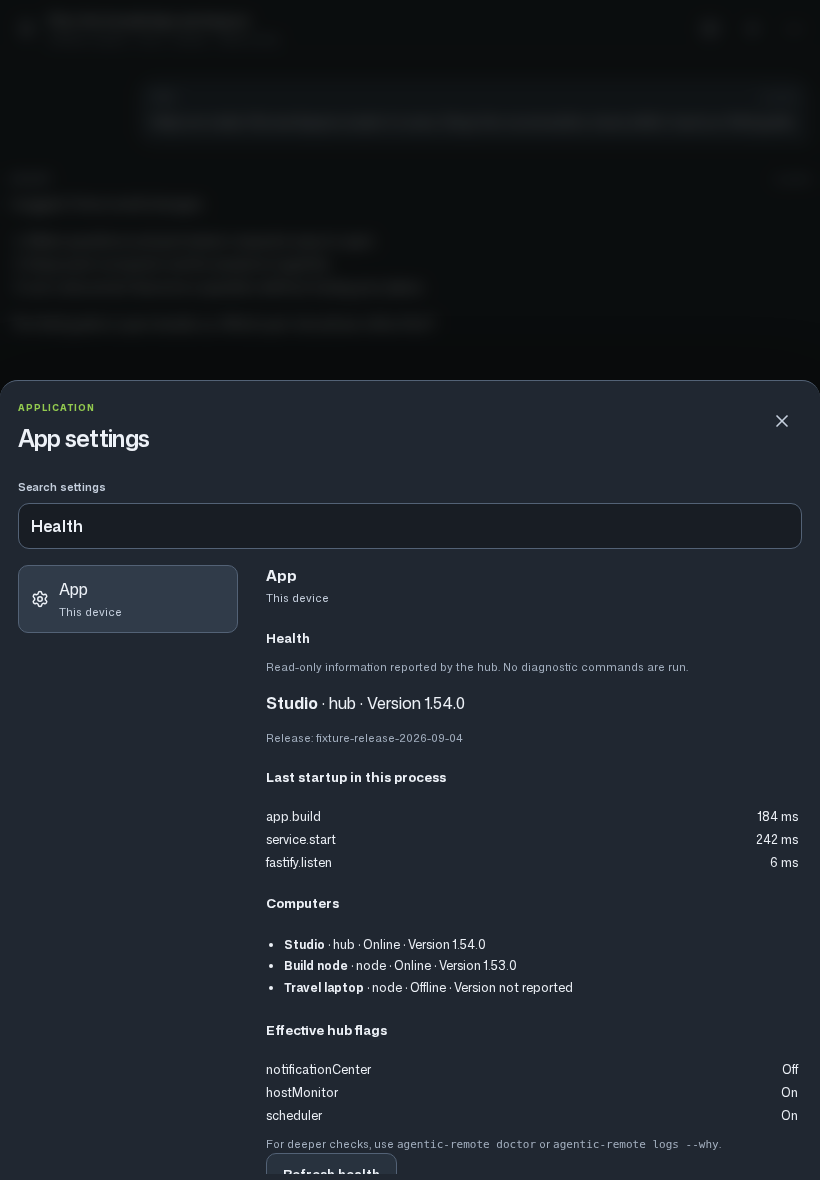 APPLICATION
App settings
Search settings
Health
App
This device
App
This device
Health
Read-only information reported by the hub. No diagnostic commands are run.
Studio · hub · Version 1.54.0
Release: fixture-release-2026-09-04
Last startup in this process
app.build 184 ms
service.start 242 ms
fastify.listen 6 ms
Computers
• Studio · hub · Online · Version 1.54.0
• Build node · node · Online · Version 1.53.0
• Travel laptop · node · Offline · Version not reported
Effective hub flags
notificationCenter Off
hostMonitor On
scheduler On
For deeper checks, use agentic-remote doctor or agentic-remote logs --why.
Refresh health